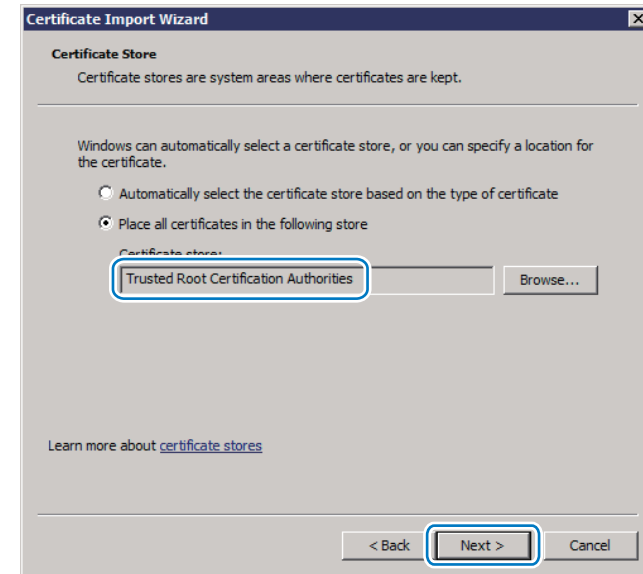 Certificate Import Wizard
Certificate Store
Certificate stores are system areas where certificates are kept.
Windows can automatically select a certificate store, or you can specify a location for
the certificate.
Automatically select the certificate store based on the type of certificate
Place all certificates in the following store
Certificate store:
Trusted Root Certification Authorities
Browse...
Learn more about certificate stores
< Back
Next >
Cancel